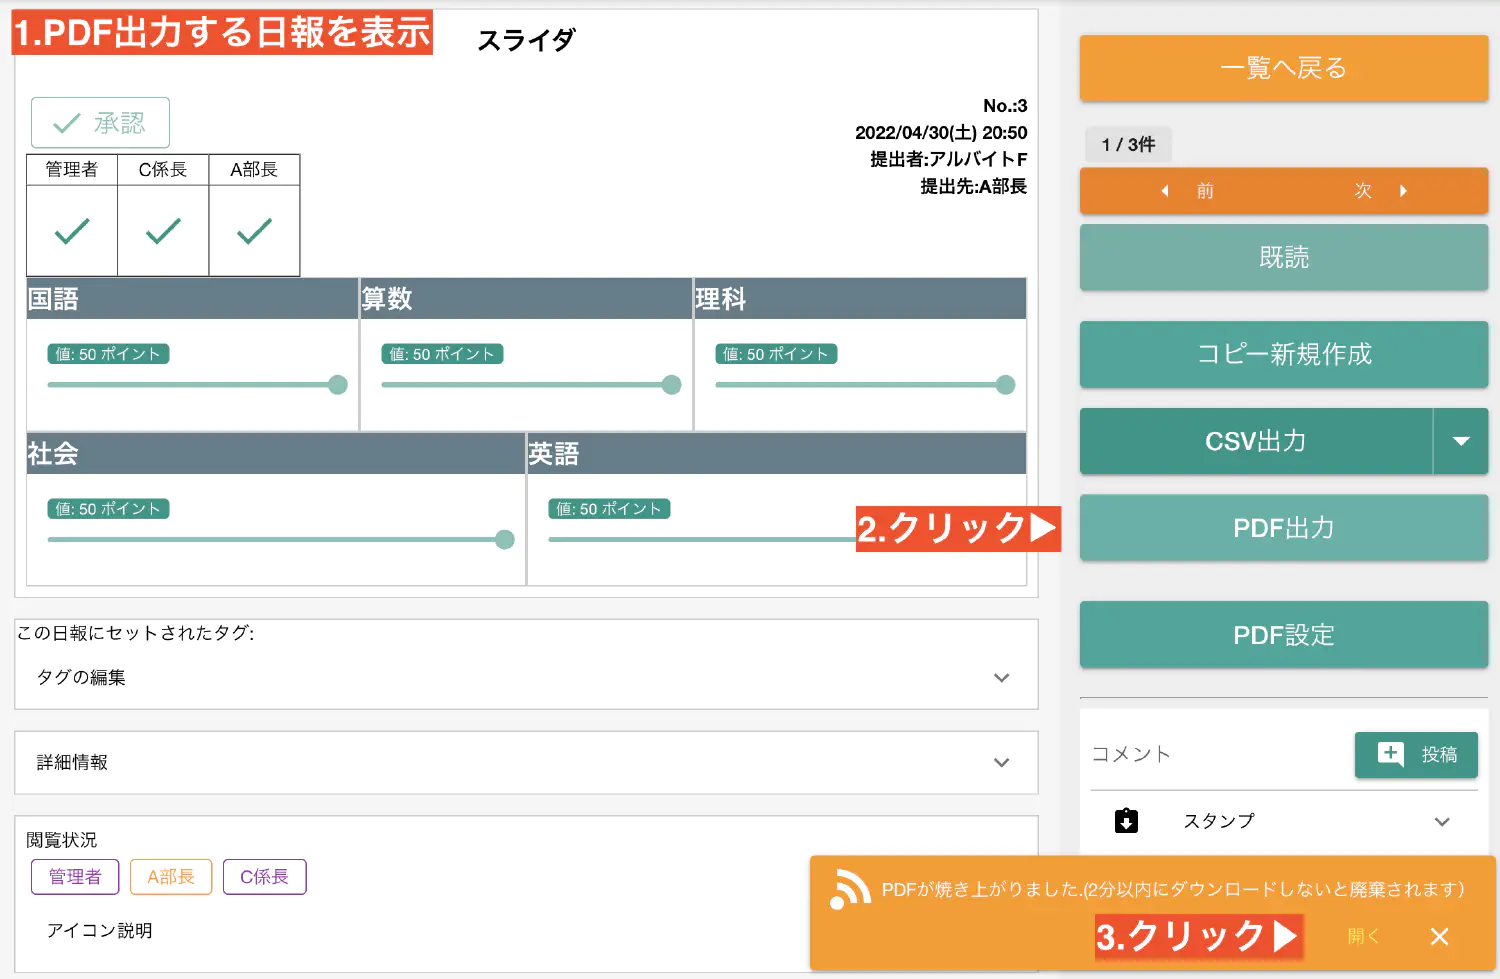 1.PDF出力する日報を表示
スライダ
承認
No.:3
2022/04/30(土) 20:50
提出者:アルバイトF
提出先:A部長
管理者 C係長 A部長
国語 算数 理科
値: 50 ポイント 値: 50 ポイント 値: 50 ポイント
社会 英語
値: 50 ポイント 値: 50 ポイント
2.クリック▶
この日報にセットされたタグ:
タグの編集
詳細情報
閲覧状況
管理者 A部長 C係長
アイコン説明
一覧へ戻る
1 / 3件
前 次
既読
コピー新規作成
CSV出力
PDF出力
PDF設定
コメント
投稿
スタンプ
PDFが焼き上がりました.(2分以内にダウンロードしないと廃棄されます)
3.クリック▶
開く